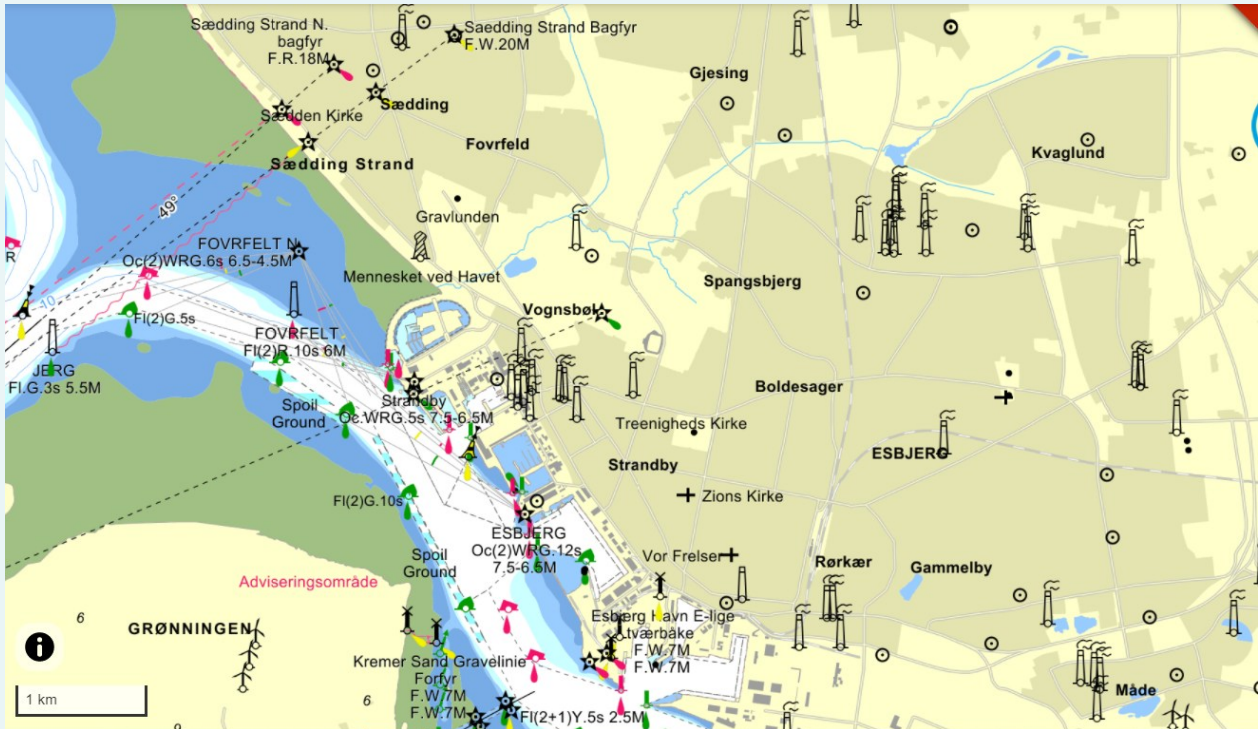 Sædding Strand N.
bagfyr
F.R.18M
Saedding Strand Bagfyr
F.W.20M
Gjesing
Sædding
Sædden Kirke
Fovrfeld
Kvaglund
Sædding Strand
49°
Gravlunden
FOVRFELT N
Oc(2)WRG.6s 6.5-4.5M
R
Mennesket ved Havet
Spangsbjerg
10
Vognsbøl
Fl(2)G.5s
FOVRFELT
Fl(2)R.10s 6M
JERG
Fl.G.3s 5.5M
Boldesager
Strandby
Oc.WRG.5s 7.5-6.5M
Spoil
Ground
Treenigheds Kirke
ESBJERG
Strandby
Fl(2)G.10s
Zions Kirke
ESBJERG
Oc(2)WRG.12s
7.5-6.5M
Spoil
Ground
Vor Frelser
Rørkær
Gammelby
Adviseringsområde
6
GRØNNINGEN
Esbjerg Havn E-lige
tværbåke
F.W.7M
F.W.7M
Kremer Sand Gravelinie
Forfyr
F.W.7M
F.W.7M
6
Måde
1 km
Fl(2+1)Y.5s 2.5M